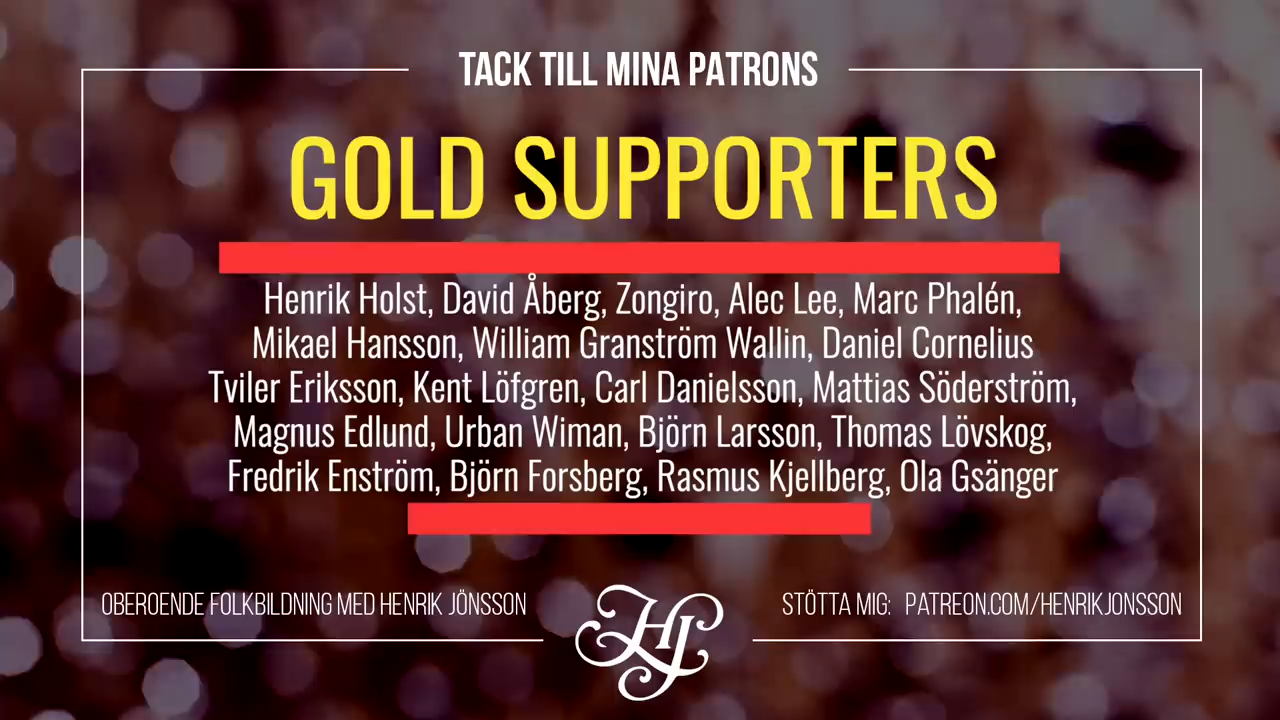 TACK TILL MINA PATRONS
GOLD SUPPORTERS
Henrik Holst, David Åberg, Zongiro, Alec Lee, Marc Phalén,
Mikael Hansson, William Granström Wallin, Daniel Cornelius
Tviler Eriksson, Kent Löfgren, Carl Danielsson, Mattias Söderström,
Magnus Edlund, Urban Wiman, Björn Larsson, Thomas Lövskog,
Fredrik Enström, Björn Forsberg, Rasmus Kjellberg, Ola Gsänger
OBEROENDE FOLKBILDNING MED HENRIK JÖNSSON
HJ
STÖTTA MIG: PATREON.COM/HENRIKJONSSON